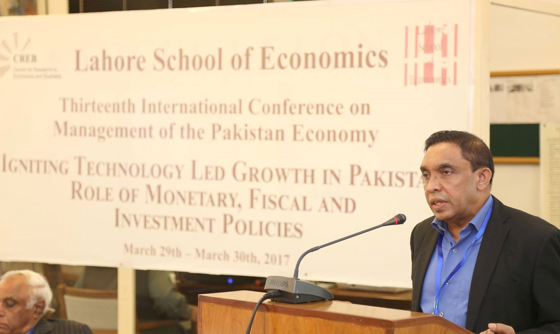 CREB
Lahore School of Economics
Thirteenth International Conference on
Management of the Pakistan Economy
IGNITING TECHNOLOGY LED GROWTH IN PAKISTA
ROLE OF MONETARY, FISCAL AND
INVESTMENT POLICIES
March 29th – March 30th, 2017